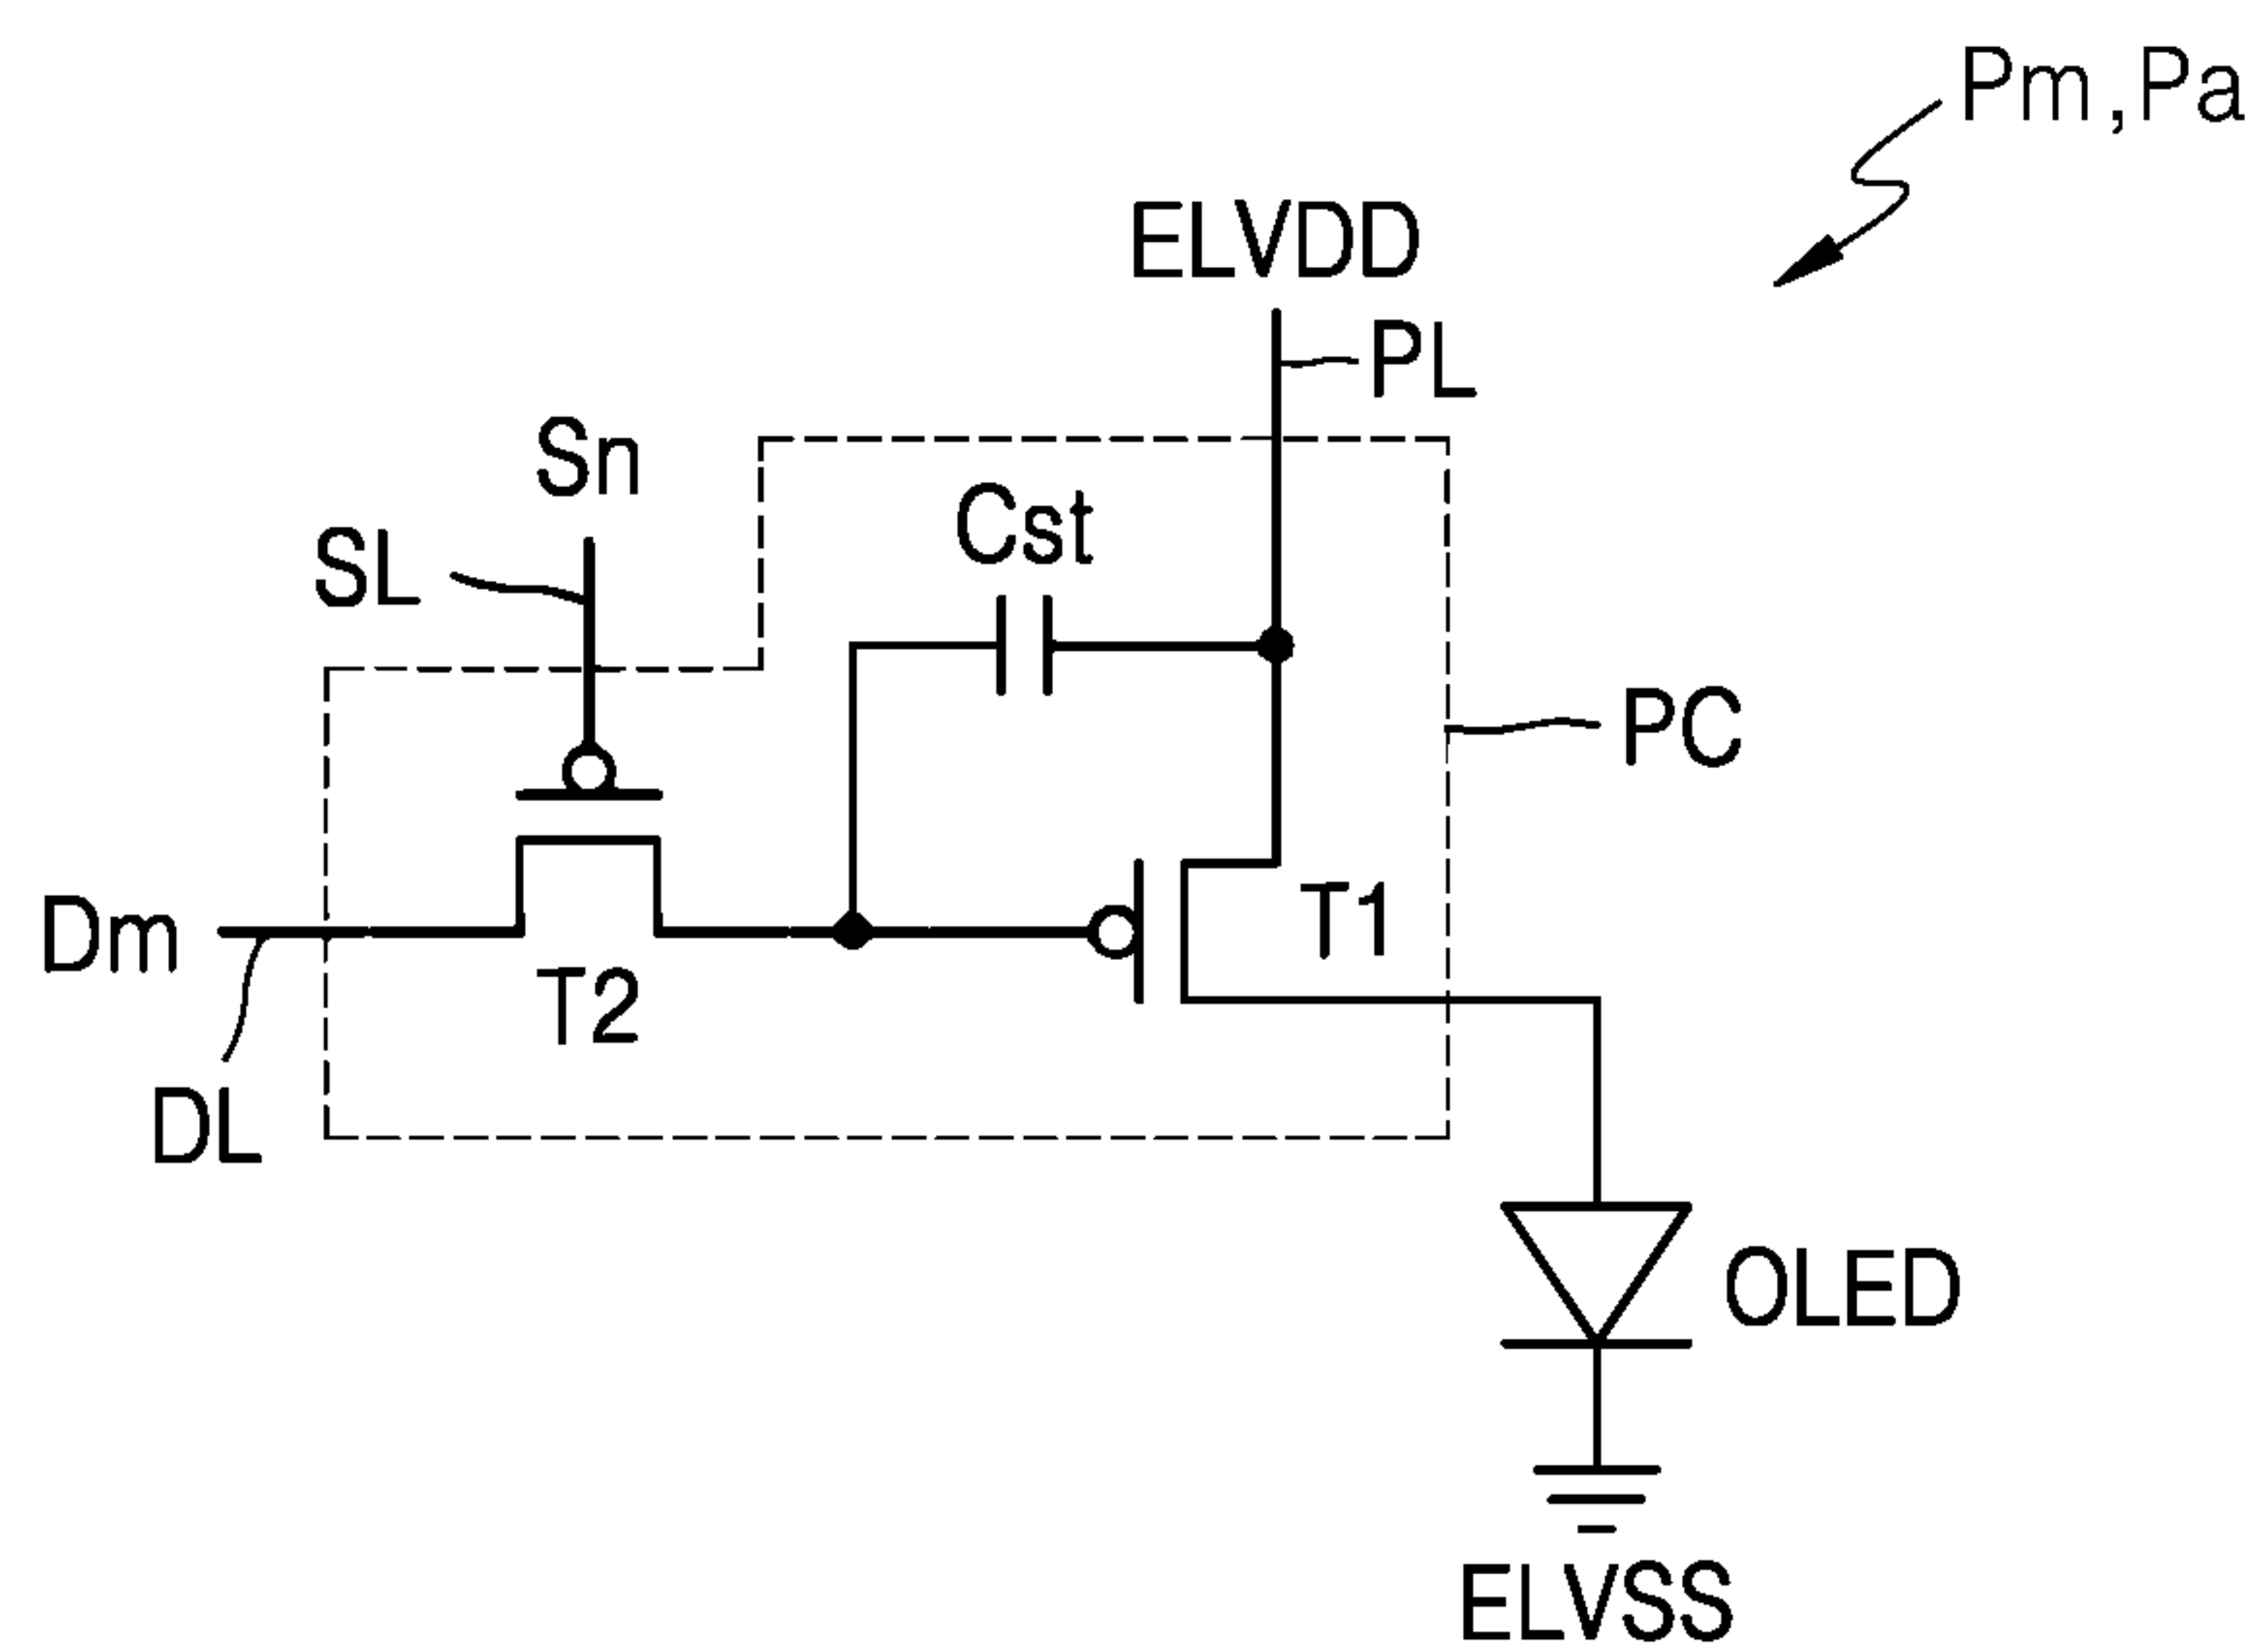 Pm,Pa
ELVDD
PL
Sn
Cst
SL
PC
T1
Dm
T2
DL
OLED
ELVSS